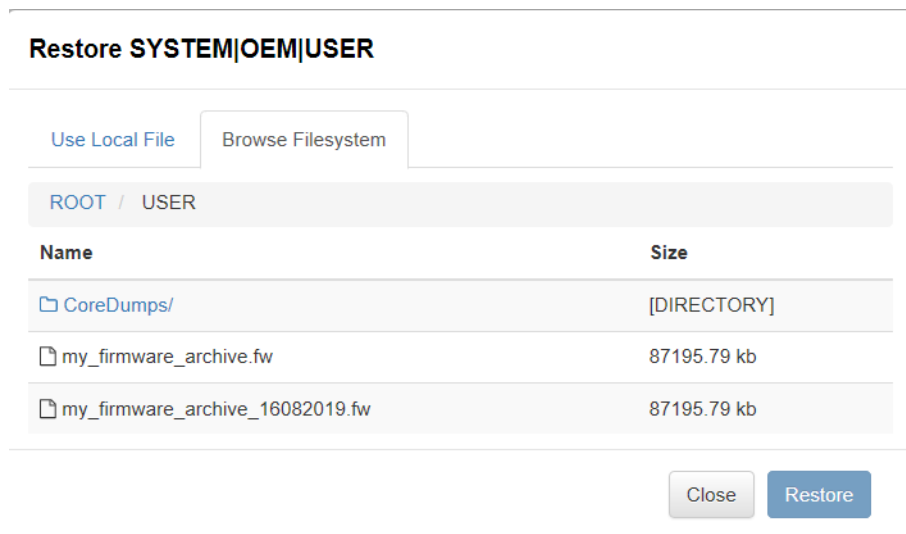 Restore SYSTEM|OEM|USER
Use Local File Browse Filesystem
ROOT / USER
Name Size
CoreDumps/ [DIRECTORY]
my_firmware_archive.fw 87195.79 kb
my_firmware_archive_16082019.fw 87195.79 kb
Close Restore